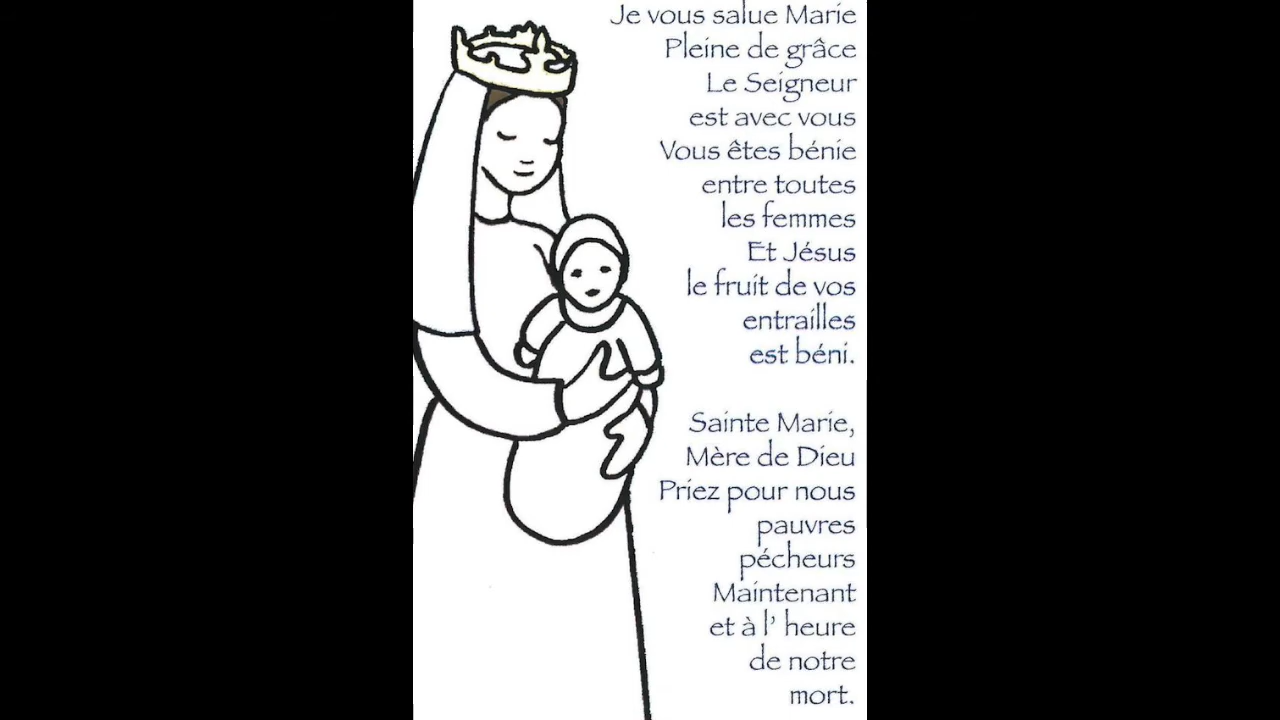 Je vous salue Marie
Pleine de grâce
Le Seigneur
est avec vous
Vous êtes bénie
entre toutes
les femmes
Et Jésus
le fruit de vos
entrailles
est béni.
Sainte Marie,
Mère de Dieu
Priez pour nous
pauvres
pécheurs
Maintenant
et à l' heure
de notre
mort.